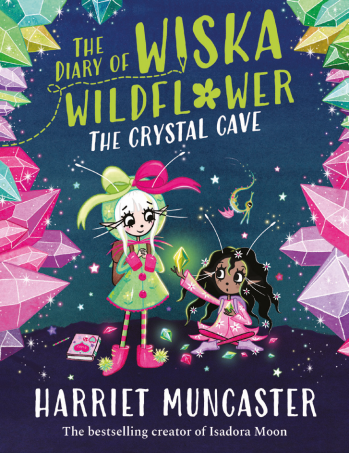 THE
DIARY OF WISKA
WILDFLOWER
THE CRYSTAL CAVE
HARRIET MUNCASTER
The bestselling creator of Isadora Moon